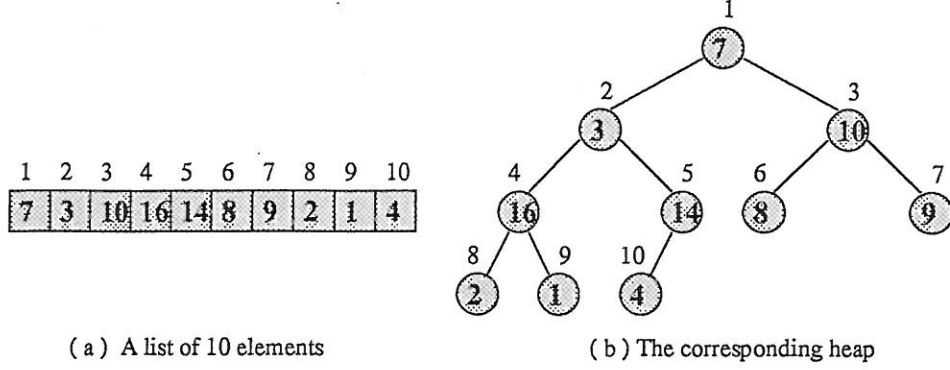 1
7
2
3
3
10
1 2 3 4 5 6 7 8 9 10
7 3 10 16 14 8 9 2 1 4
4 5 6 7
16 14 8 9
8 9 10
2 1 4
( a ) A list of 10 elements
( b ) The corresponding heap